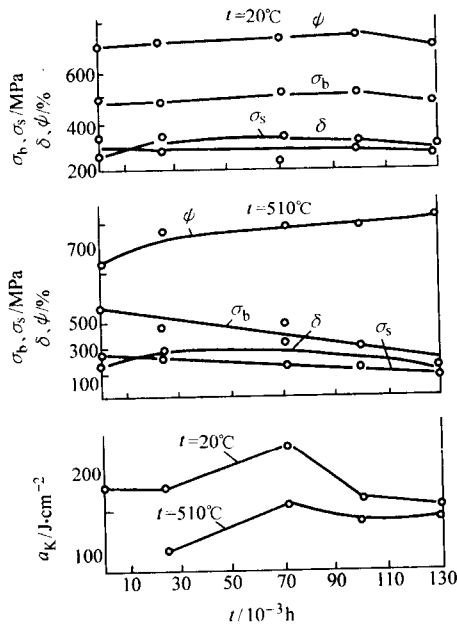 t=20℃
ψ
600
σb
σb、σs/MPa
δ、ψ/%
400
σs
δ
200
ψ
t=510℃
700
σb、σs/MPa
δ、ψ/%
500
σb
δ
σs
300
100
t=20℃
200
aK/J·cm⁻²
t=510℃
100
0 10 30 50 70 90 110 130
t/10⁻³h